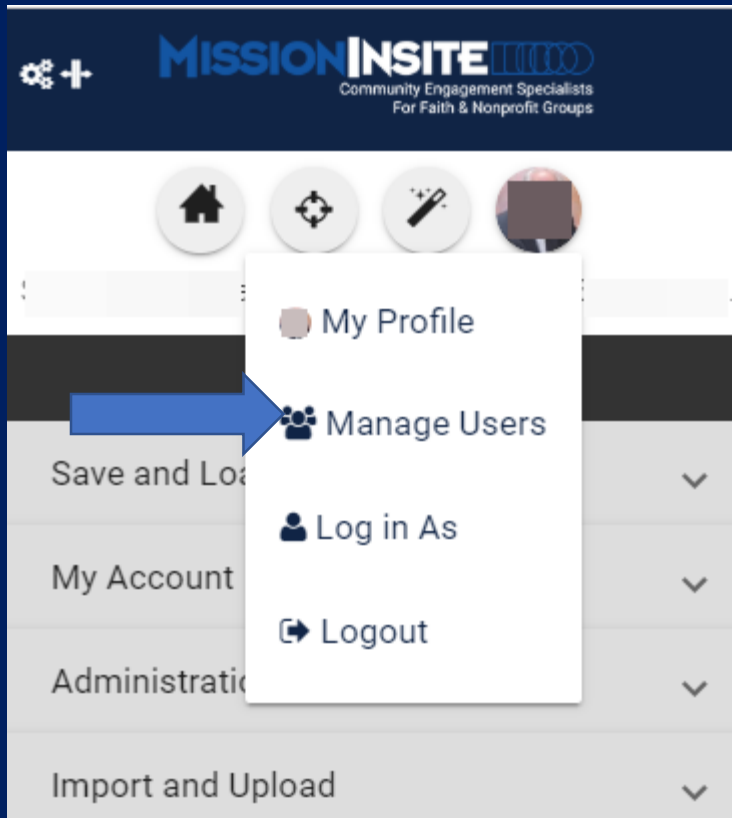 MISSIONINSITE
Community Engagement Specialists
For Faith & Nonprofit Groups
My Profile
Manage Users
Save and Loa
Log in As
My Account
Logout
Administratio
Import and Upload